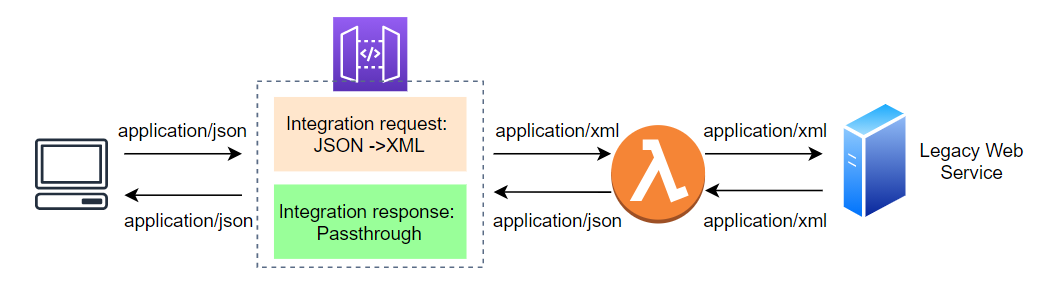 </>
application/json
Integration request:
JSON ->XML
application/xml
application/xml
Legacy Web
Service
application/json
Integration response:
Passthrough
application/json
application/xml